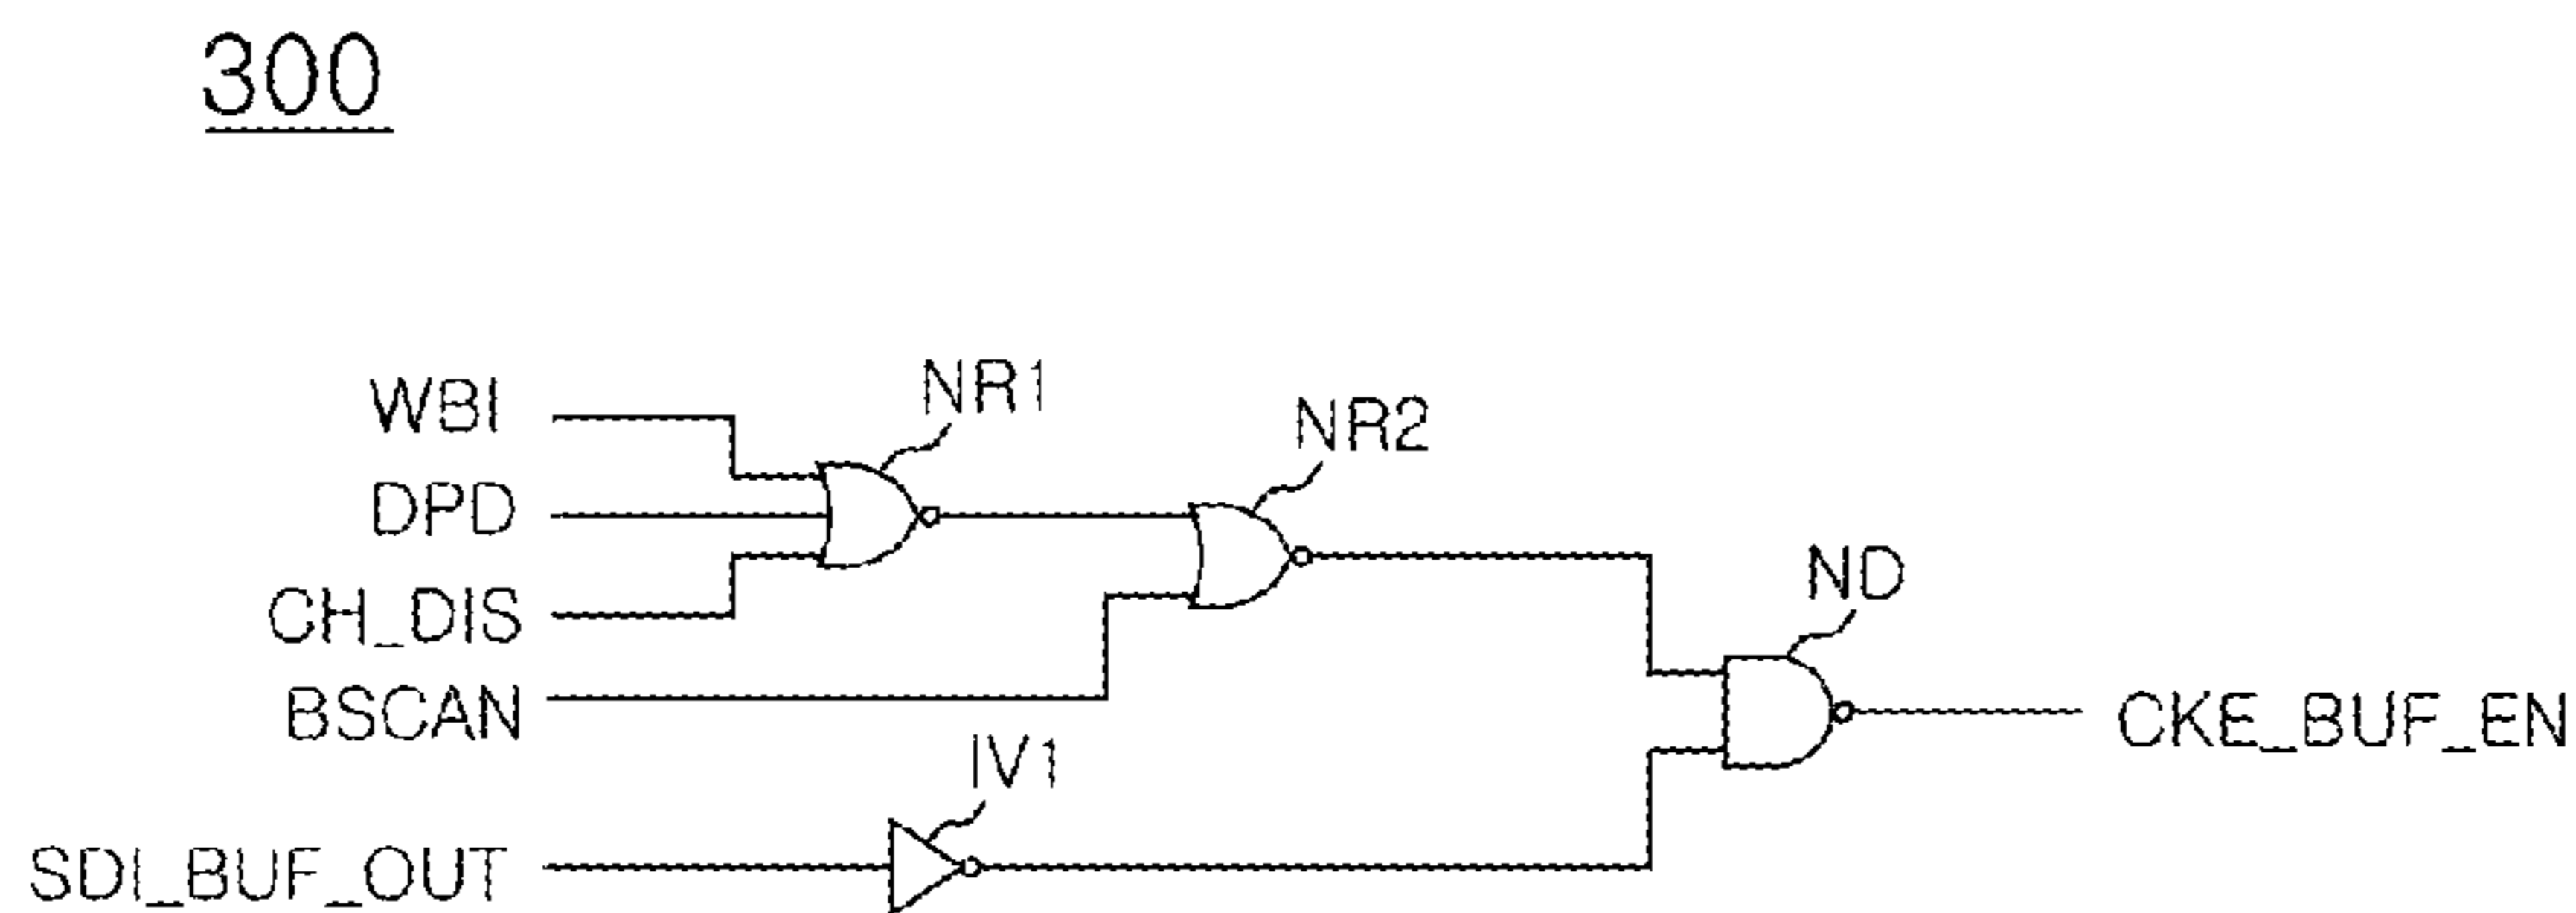 300
WBI
NR1
NR2
DPD
ND
CH_DIS
BSCAN
CKE_BUF_EN
IV1
SDI_BUF_OUT